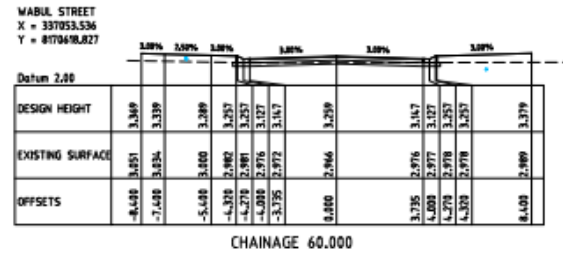 WABUL STREET
X = 337053.536
Y = 8170618.827
3.00% 2.50% 3.00% 3.00% 3.00% 3.00%
Datum 2.00
DESIGN HEIGHT 3.369 3.339 3.289 3.257 3.257 3.127 3.147 3.259 3.147 3.127 3.257 3.257 3.379
EXISTING SURFACE 3.051 3.034 3.000 2.982 2.981 2.976 2.972 2.966 2.976 2.977 2.978 2.978 2.989
OFFSETS -8.400 -7.400 -5.400 -4.320 -4.270 -4.000 -3.735 0.000 3.735 4.000 4.270 4.320 8.400
CHAINAGE 60.000